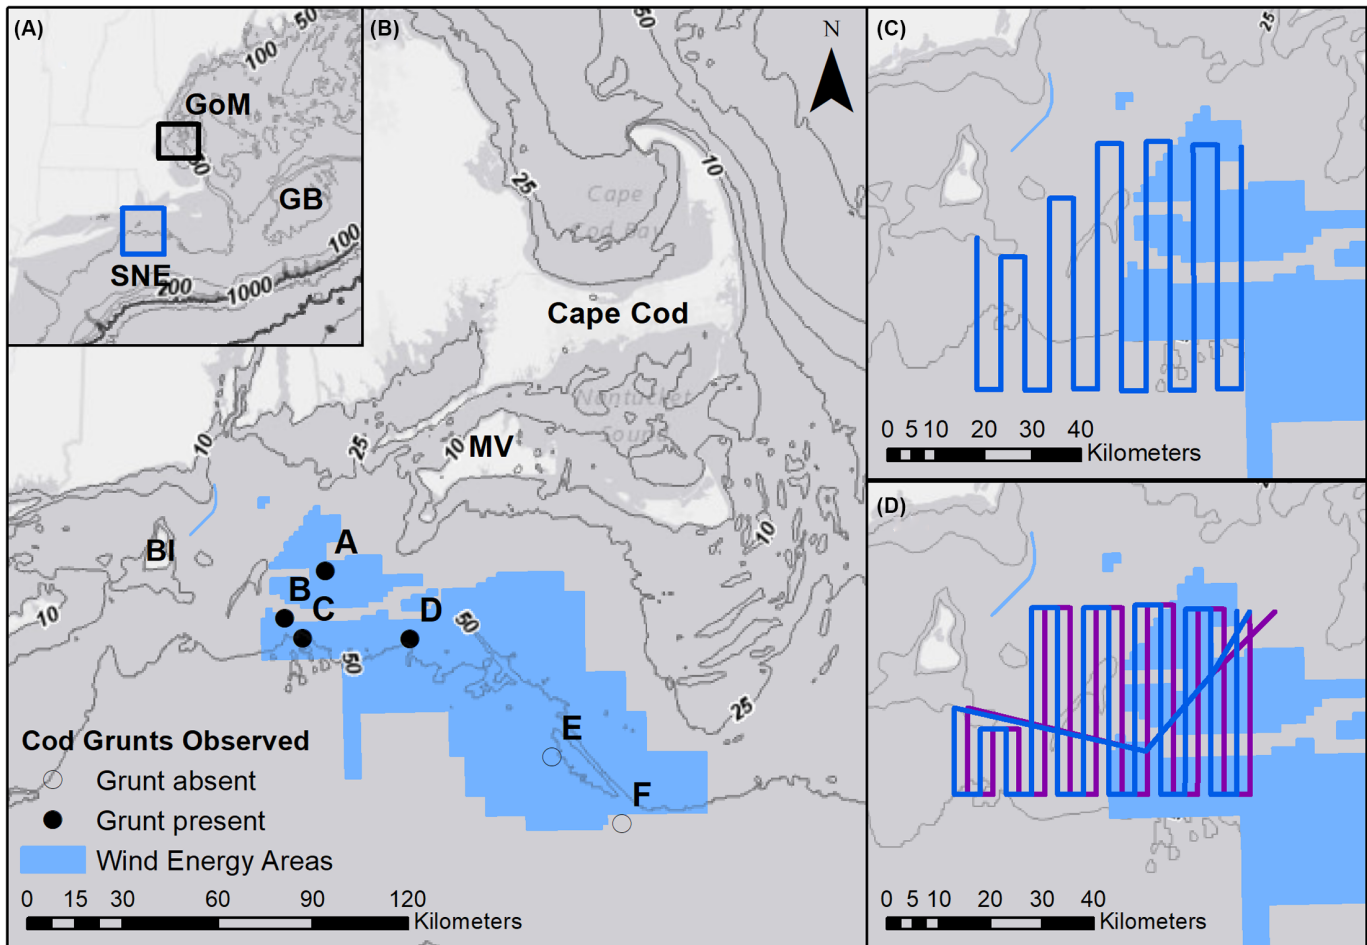 (A)
50
100
GoM
50
GB
SNE
100
200
1000
(B)
50
N
25
10
Cape
Cod Bay
Cape Cod
Nantucket
Sound
10
25
10
MV
10
BI
A
B
C
D
10
50
50
25
E
F
Cod Grunts Observed
Grunt absent
Grunt present
Wind Energy Areas
0 15 30 60 90 120
Kilometers
(C)
25
0 5 10 20 30 40
Kilometers
(D)
0 5 10 20 30 40
Kilometers